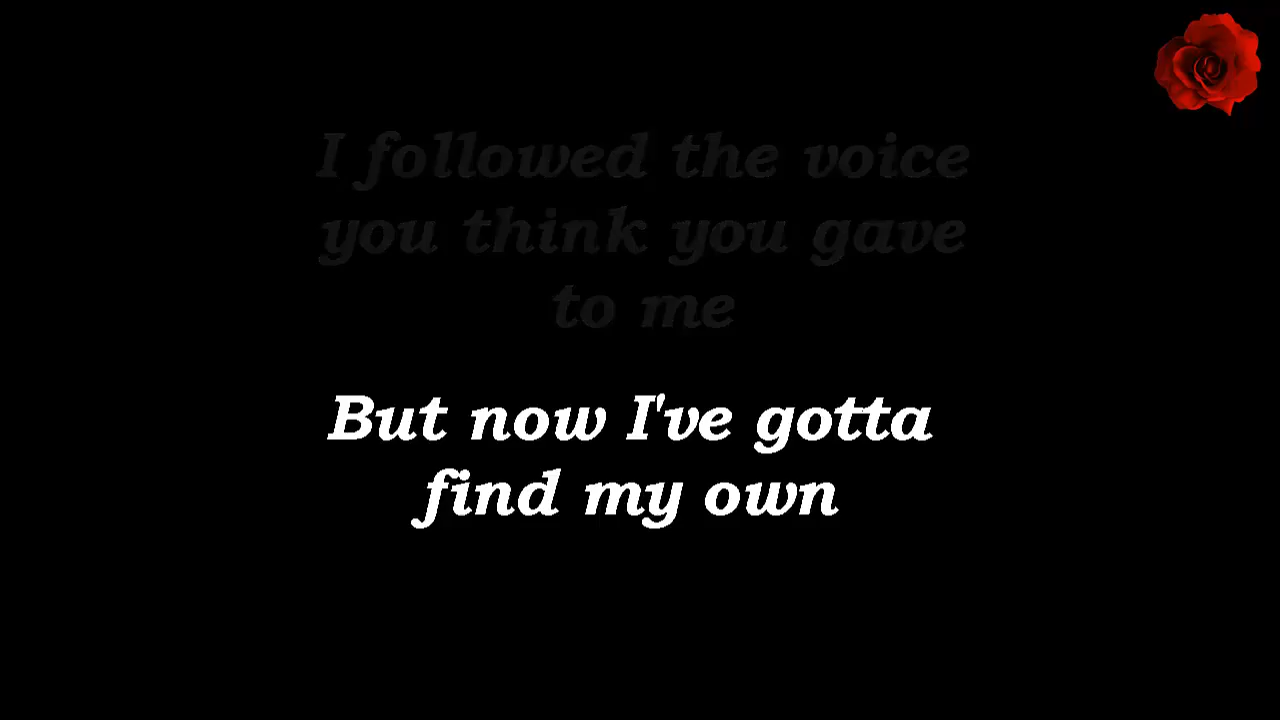 I followed the voice
you think you gave
to me
But now I've gotta
find my own